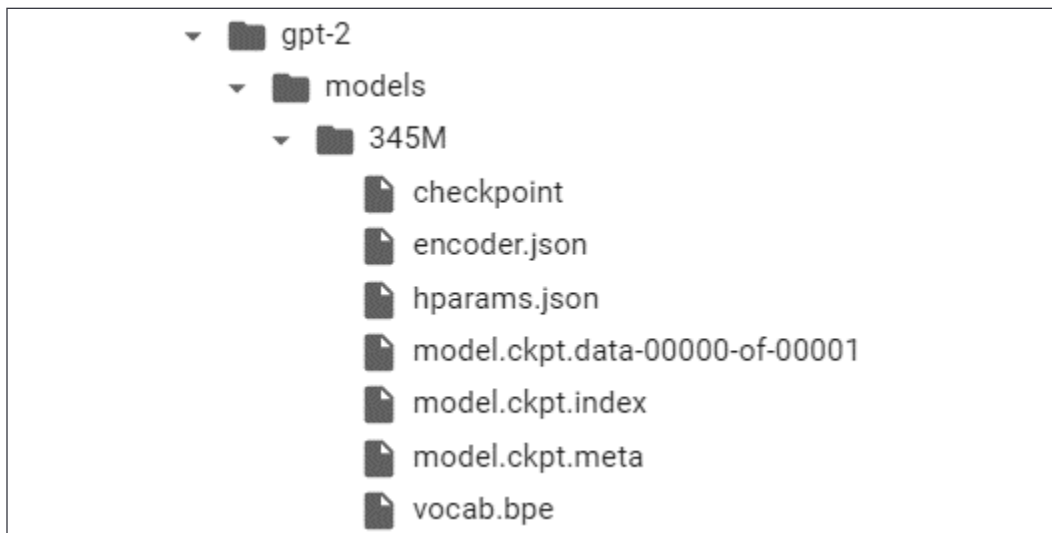 gpt-2
models
345M
checkpoint
encoder.json
hparams.json
model.ckpt.data-00000-of-00001
model.ckpt.index
model.ckpt.meta
vocab.bpe